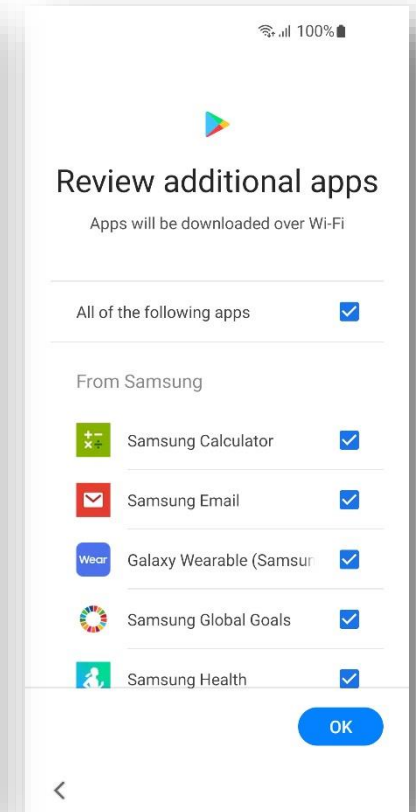 100%
Review additional apps
Apps will be downloaded over Wi-Fi
All of the following apps
From Samsung
Samsung Calculator
Samsung Email
Wear
Galaxy Wearable (Samsur
Samsung Global Goals
Samsung Health
OK